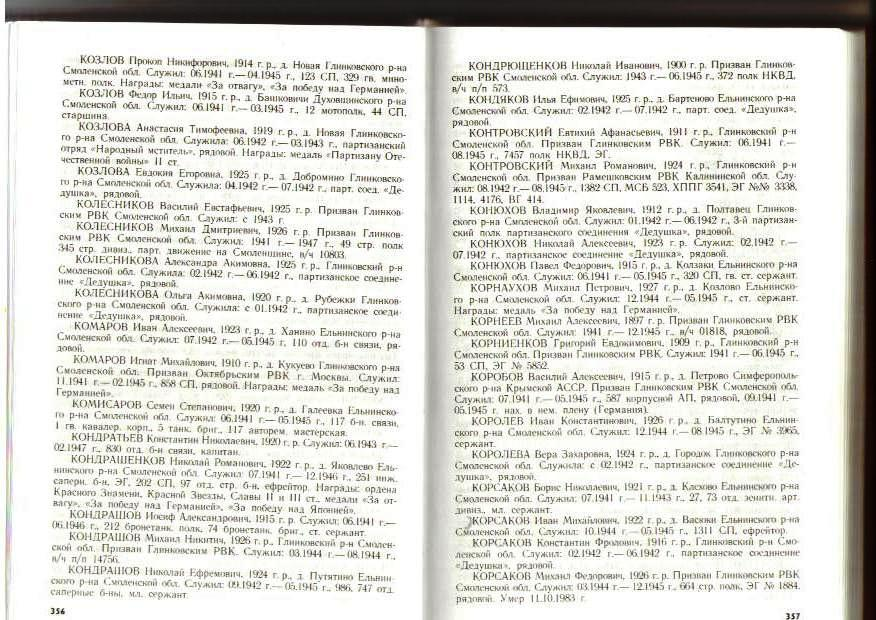 КОЗЛОВ Прокоп Никифорович, 1914 г. р., д. Новая Глинковского р-на
Смоленской обл. Служил: 06.1941 г.— 04.1945 г., 123 СП, 329 гв. мино-
метн. полк. Награды: медали «За отвагу», «За победу над Германией».
КОЗЛОВ Федор Ильич, 1915 г. р., д. Башковичи Духовщинского р-на
Смоленской обл. Служил: 06.1941 г.— 03.1945 г., 12 мотополк, 44 СП,
старшина.
КОЗЛОВА Анастасия Тимофеевна, 1919 г. р., д. Новая Глинковско-
го р-на Смоленской обл. Служила: 06.1942 г.— 03.1943 г., партизанский
отряд «Народный мститель», рядовой. Награды: медаль «Партизану Оте-
чественной войны» II ст.
КОЗЛОВА Евдокия Егоровна, 1925 г. р., д. Добромино Глинковско-
го р-на Смоленской обл. Служила: 04.1942 г.— 07.1942 г., парт. соед. «Де-
душка», рядовой.
КОЛЕСНИКОВ Василий Евстафьевич, 1925 г. р. Призван Глинков-
ским РВК Смоленской обл. Служил: с 1943 г.
КОЛЕСНИКОВ Михаил Дмитриевич, 1926 г. р. Призван Глинков-
ским РВК Смоленской обл. Служил: 1941 г.— 1947 г., 49 стр. полк
345 стр. дивиз., парт. движение на Смоленщине, в/ч 10803.
КОЛЕСНИКОВА Александра Акимовна, 1925 г. р., Глинковский р-н
Смоленской обл. Служила: 02.1942 г.— 06.1942 г., партизанское соедине-
ние «Дедушка», рядовой.
КОЛЕСНИКОВА Ольга Акимовна, 1920 г. р., д. Рубежки Глинков-
ского р-на Смоленской обл. Служила: с 01.1942 г., партизанское соеди-
нение «Дедушка», рядовой.
КОМАРОВ Иван Алексеевич, 1923 г. р., д. Ханино Ельнинского р-на
Смоленской обл. Служил: 07.1942 г.— 05.1945 г., 110 отд. б-н связи, ря-
довой.
КОМАРОВ Игнат Михайлович, 1910 г. р., д. Кукуево Глинковского р-на
Смоленской обл. Призван Октябрьским РВК г. Москвы. Служил:
11.1941 г.— 02.1945 г., 858 СП, рядовой. Награды: медаль «За победу над
Германией».
КОМИСАРОВ Семен Степанович, 1920 г. р., д. Галеевка Ельнинско-
го р-на Смоленской обл. Служил: 06.1941 г.— 05.1945 г., 117 б-н. связи,
1 гв. кавалер. корп., 5 танк. бриг., 117 авторем. мастерская.
КОНДРАТЬЕВ Константин Николаевич, 1920 г. р. Служил: 06.1943 г.—
02.1947 г., 830 отд. б-н связи, капитан.
КОНДРАШЕНКОВ Николай Романович, 1922 г. р., д. Яковлево Ель-
нинского р-на Смоленской обл. Служил: 07.1941 г.— 12.1946 г., 251 инж.
саперн. б-н, ЭГ, 202 СП, 97 отд. стр. б-н, ефрейтор. Награды: ордена
Красного Знамени, Красной Звезды, Славы II и III ст., медали «За от-
вагу», «За победу над Германией», «За победу над Японией».
КОНДРАШОВ Иосиф Александрович, 1915 г. р. Служил: 06.1941 г.—
06.1946 г., 212 бронетанк. полк, 74 бронетанк. бриг., ст. сержант.
КОНДРАШОВ Михаил Никитич, 1926 г. р., Глинковский р-н Смолен-
ской обл. Призван Глинковским РВК. Служил: 03.1944 г.— 08.1944 г.,
в/ч п/п 14756.
КОНДРАШОВ Николай Ефремович, 1924 г. р., д. Путятино Ельнин-
ского р-на Смоленской обл. Служил: 09.1942 г.— 05.1945 г., 986, 747 отд.
саперные б-ны, мл. сержант.
356
КОНДРЮЩЕНКОВ Николай Иванович, 1900 г. р. Призван Глинков-
ским РВК Смоленской обл. Служил: 1943 г.— 06.1945 г., 372 полк НКВД,
в/ч п/п 573.
КОНДЯКОВ Илья Ефимович, 1925 г. р., д. Бартеново Ельнинского р-на
Смоленской обл. Служил: 02.1942 г.— 07.1942 г., парт. соед. «Дедушка»,
рядовой.
КОНТРОВСКИЙ Евтихий Афанасьевич, 1911 г. р., Глинковский р-н
Смоленской обл. Призван Глинковским РВК. Служил: 06.1941 г.—
08.1945 г., 7457 полк НКВД, ЭГ.
КОНТРОВСКИЙ Михаил Романович, 1924 г. р., Глинковский р-н
Смоленской обл. Призван Рамешковским РВК Калининской обл. Слу-
жил: 08.1942 г.— 08.1945 г., 1382 СП, МСБ 523, ХППГ 3541, ЭГ №№ 3338,
1114, 4176, ВГ 414.
КОНЮХОВ Владимир Яковлевич, 1912 г. р., д. Полтавец Глинков-
ского р-на Смоленской обл. Служил: 01.1942 г.— 06.1942 г., 3-й партизан-
ский полк партизанского соединения «Дедушка», рядовой.
КОНЮХОВ Николай Алексеевич, 1923 г. р. Служил: 02.1942 г.—
07.1942 г., партизанское соединение «Дедушка», рядовой.
КОНЮХОВ Павел Федорович, 1915 г. р., д. Колзаки Ельнинского р-на
Смоленской обл. Служил: 06.1941 г.— 05.1945 г., 320 СП, гв. ст. сержант.
КОРНАУХОВ Михаил Петрович, 1927 г. р., д. Козлово Ельнинско-
го р-на Смоленской обл. Служил: 12.1944 г.— 05.1945 г., ст. сержант.
Награды: медаль «За победу над Германией».
КОРНЕЕВ Михаил Алексеевич, 1897 г. р. Призван Глинковским РВК
Смоленской обл. Служил: 1941 г.— 12.1945 г., в/ч 01818, рядовой.
КОРНИЕНКОВ Григорий Евдокимович, 1909 г. р., Глинковский р-н
Смоленской обл. Призван Глинковским РВК. Служил: 1941 г.— 06.1945 г.,
53 СП, ЭГ № 5852.
КОРОБОВ Василий Алексеевич, 1915 г. р., д. Петрово Симферополь-
ского р-на Крымской АССР. Призван Глинковским РВК Смоленской обл.
Служил: 07.1941 г.— 05.1945 г., 587 корпусной АП, рядовой, 09.1941 г.—
05.1945 г. нах. в нем. плену (Германия).
КОРОЛЕВ Иван Константинович, 1926 г. р., д. Балтутино Ельнин-
ского р-на Смоленской обл. Служил: 12.1944 г.— 08.1945 г., ЭГ № 3965,
сержант.
КОРОЛЕВА Вера Захаровна, 1924 г. р., д. Городок Глинковского р-на
Смоленской обл. Служила: с 02.1942 г., партизанское соединение «Де-
душка», рядовой.
КОРСАКОВ Борис Николаевич, 1921 г. р., д. Клсково Ельнинского р-на
Смоленской обл. Служил: 07.1941 г.— 11.1943 г., 27, 73 отд. зенитн. арт.
дивиз., мл. сержант.
КОРСАКОВ Иван Михайлович, 1922 г. р., д. Васяки Ельнинского р-на
Смоленской обл. Служил: 10.1944 г.— 05.1945 г., 1311 СП, ефрейтор.
КОРСАКОВ Константин Фролович, 1916 г. р., Глинковский р-н Смо-
ленской обл. Служил: 02.1942 г.— 06.1942 г., партизанское соединение
«Дедушка», рядовой.
КОРСАКОВ Михаил Федорович, 1926 г. р. Призван Глинковским РВК
Смоленской обл. Служил: 03.1944 г.— 12.1945 г., 664 стр. полк, ЭГ № 1884,
рядовой. Умер 11.10.1983 г.
357